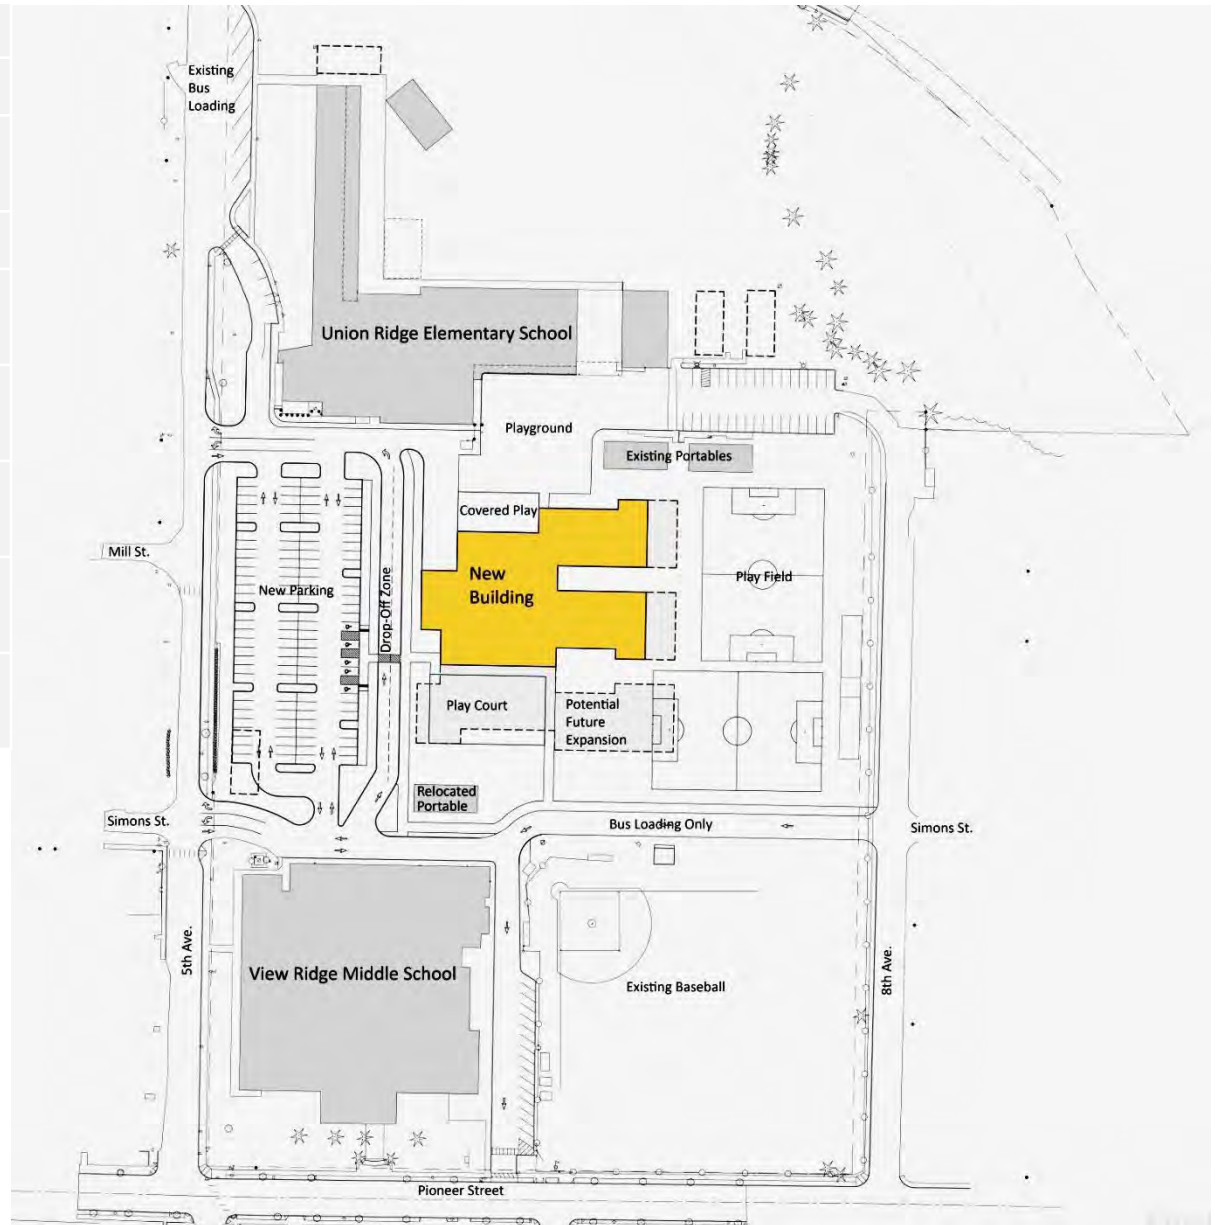 Existing
Bus
Loading
Union Ridge Elementary School
Playground
Existing Portables
Covered Play
Mill St.
New Parking
Drop-Off Zone
New
Building
Play Field
Play Court
Potential
Future
Expansion
Relocated
Portable
Simons St.
Bus Loading Only
Simons St.
5th Ave.
View Ridge Middle School
Existing Baseball
8th Ave.
Pioneer Street